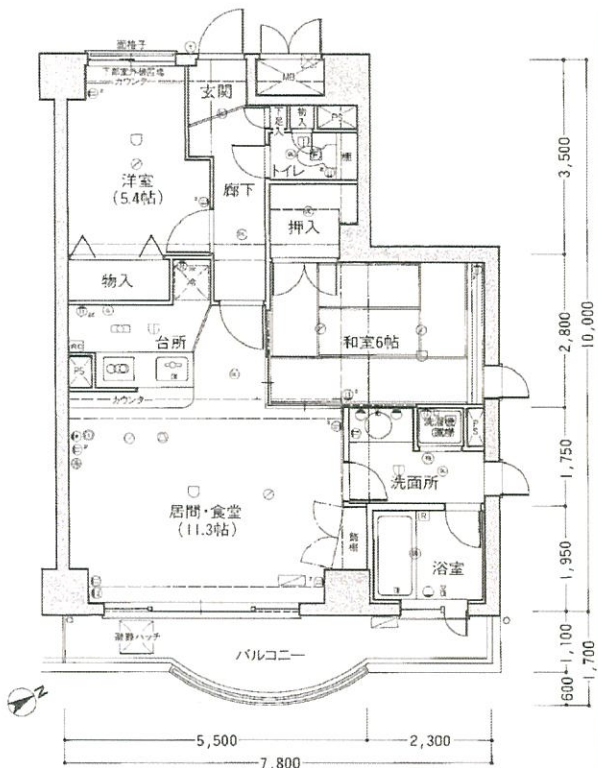 面格子
下部室外機置場
カウンター
MB
玄関
下足入
物入
PS
トイレ
棚
洋室
(5.4帖)
廊下
押入
物入
冷
台所
和室6帖
PS
カウンター
洗濯機
置場
PS
洗面所
居間・食堂
(11.3帖)
飾棚
浴室
避難ハッチ
バルコニー
N
3,500
2,800
10,000
1,750
1,950
1,100
600
1,700
5,500
2,300
7,800